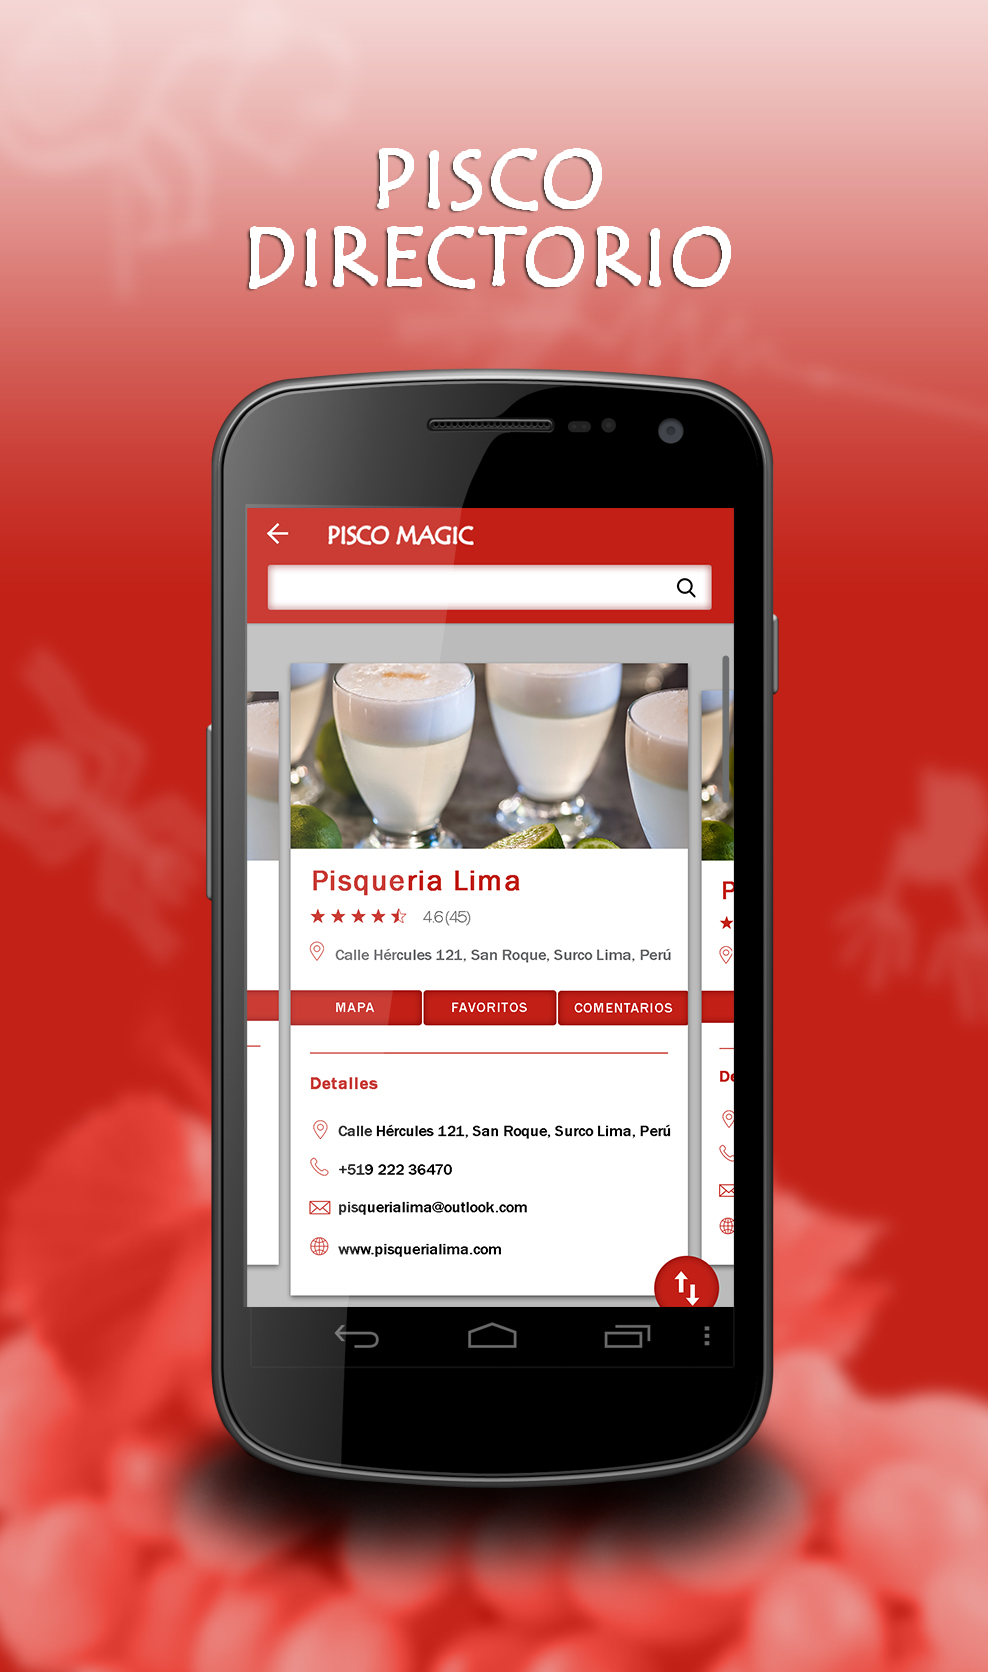 PISCO
DIRECTORIO
PISCO MAGIC
Pisqueria Lima
4.6(45)
Calle Hércules 121, San Roque, Surco Lima, Perú
MAPA
FAVORITOS
COMENTARIOS
Detalles
Calle Hércules 121, San Roque, Surco Lima, Perú
+519 222 36470
pisquerialima@outlook.com
www.pisquerialima.com
P
De